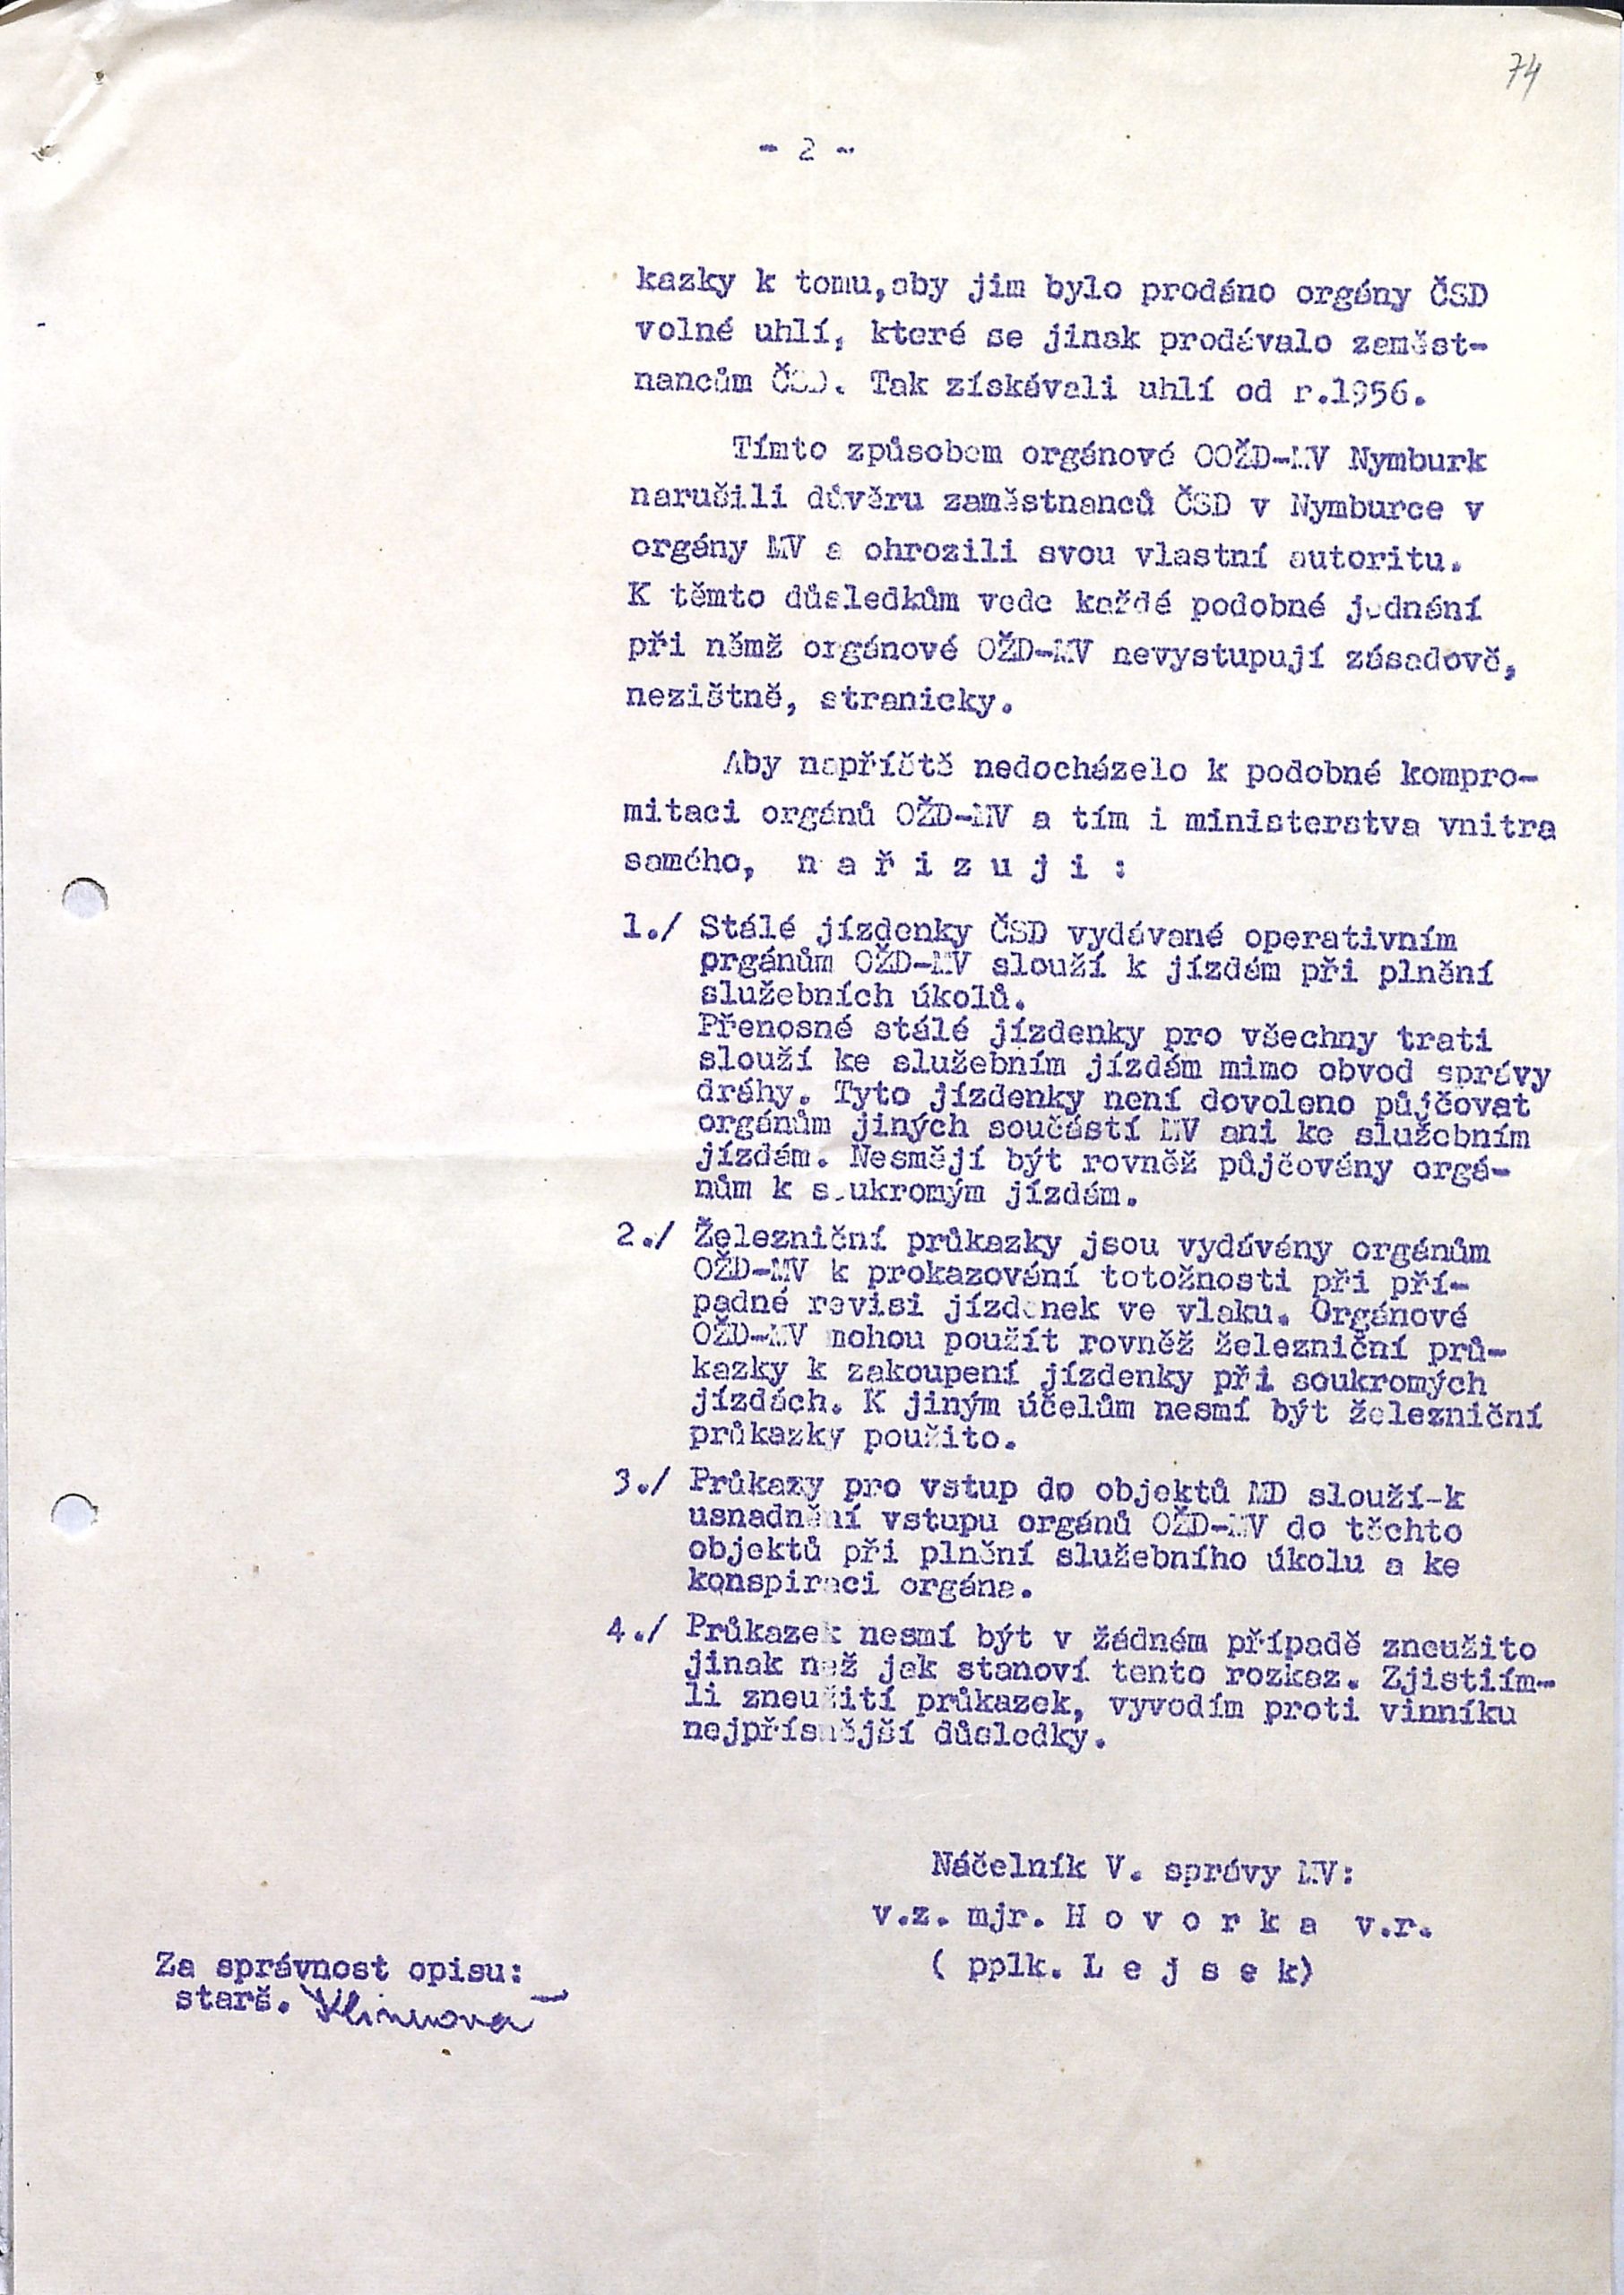 74
- 2 -
kazky k tomu,aby jim bylo prodáno orgány ČSD
volné uhlí, které se jinak prodávalo zaměst-
nancům ČSD. Tak získávali uhlí od r.1956.
Tímto způsobem orgánové OOŽD-MV Nymburk
narušili důvěru zaměstnanců ČSD v Nymburce v
orgány MV a ohrozili svou vlastní autoritu.
K těmto důsledkům vede každé podobné jednání
při němž orgánové OŽD-MV nevystupují zásadově,
nezištně, stranicky.
Aby napříště nedocházelo k podobné kompro-
mitaci orgánů OŽD-MV a tím i ministerstva vnitra
samého, n a ř i z u j i :
1./ Stálé jízdenky ČSD vydávané operativním
prgánům OŽD-MV slouží k jízdám při plnění
služebních úkolů.
Přenosné stálé jízdenky pro všechny trati
slouží ke služebním jízdám mimo obvod správy
dráhy. Tyto jízdenky není dovoleno půjčovat
orgánům jiných součástí MV ani ke služebním
jízdám. Nesmějí být rovněž půjčovány orgá-
nům k soukromým jízdám.
2./ Železniční průkazky jsou vydávány orgánům
OŽD-MV k prokazování totožnosti při pří-
padné revisi jízdenek ve vlaku. Orgánové
OŽD-MV mohou použít rovněž železniční prů-
kazky k zakoupení jízdenky při soukromých
jízdách. K jiným účelům nesmí být železniční
průkazky použito.
3./ Průkazy pro vstup do objektů MD slouží-k
usnadnění vstupu orgánů OŽD-MV do těchto
objektů při plnění služebního úkolu a ke
konspiraci orgána.
4./ Průkazek nesmí být v žádném případě zneužito
jinak než jak stanoví tento rozkaz. Zjistiím-
li zneužití průkazek, vyvodím proti vinníku
nejpřísnější důsledky.
Náčelník V. správy MV:
v.z. mjr. H o v o r k a v.r.
( pplk. L e j s e k)
Za správnost opisu:
starš. Klimova